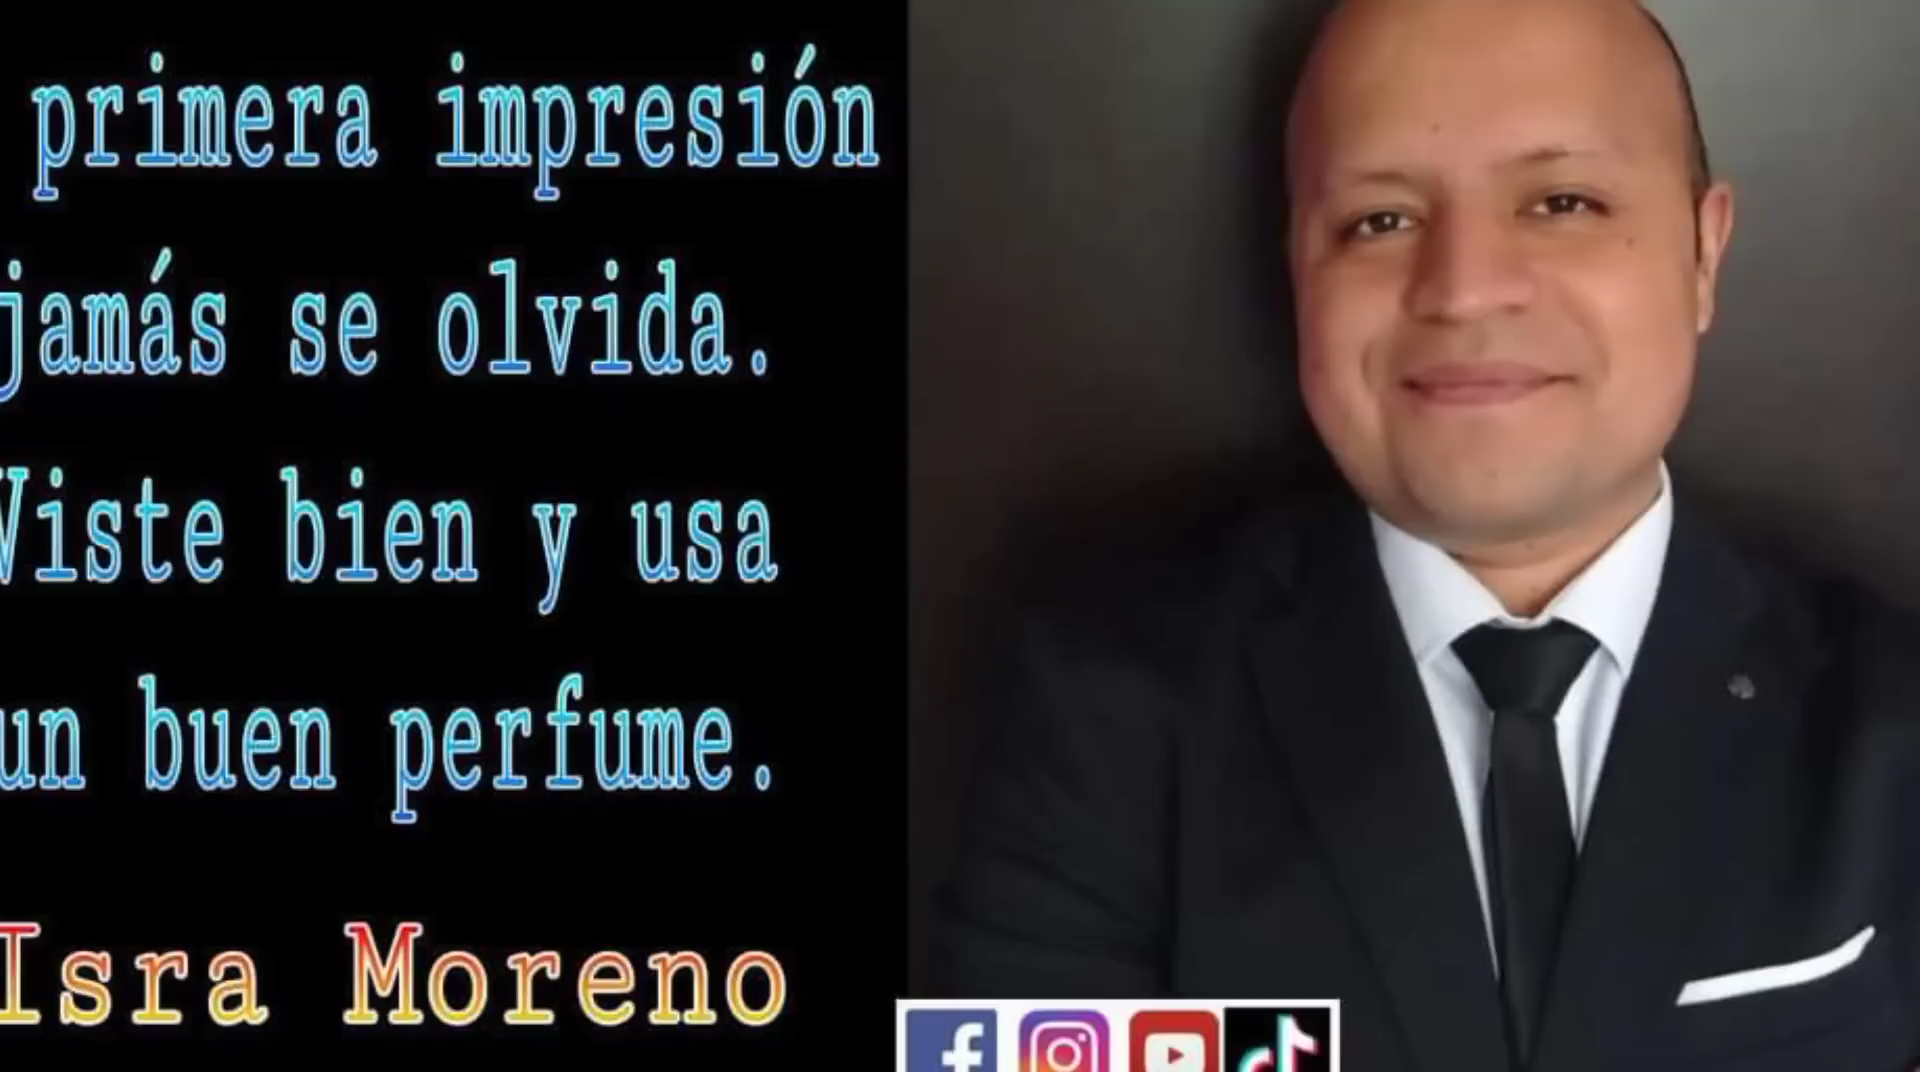 primera impresión
jamás se olvida.
Viste bien y usa
un buen perfume.
Isra Moreno